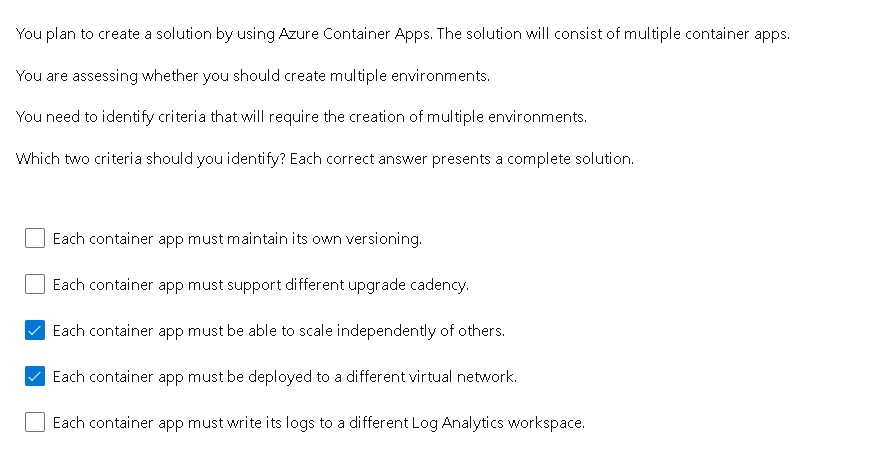 You plan to create a solution by using Azure Container Apps. The solution will consist of multiple container apps.
You are assessing whether you should create multiple environments.
You need to identify criteria that will require the creation of multiple environments.
Which two criteria should you identify? Each correct answer presents a complete solution.
Each container app must maintain its own versioning.
Each container app must support different upgrade cadency.
Each container app must be able to scale independently of others.
Each container app must be deployed to a different virtual network.
Each container app must write its logs to a different Log Analytics workspace.